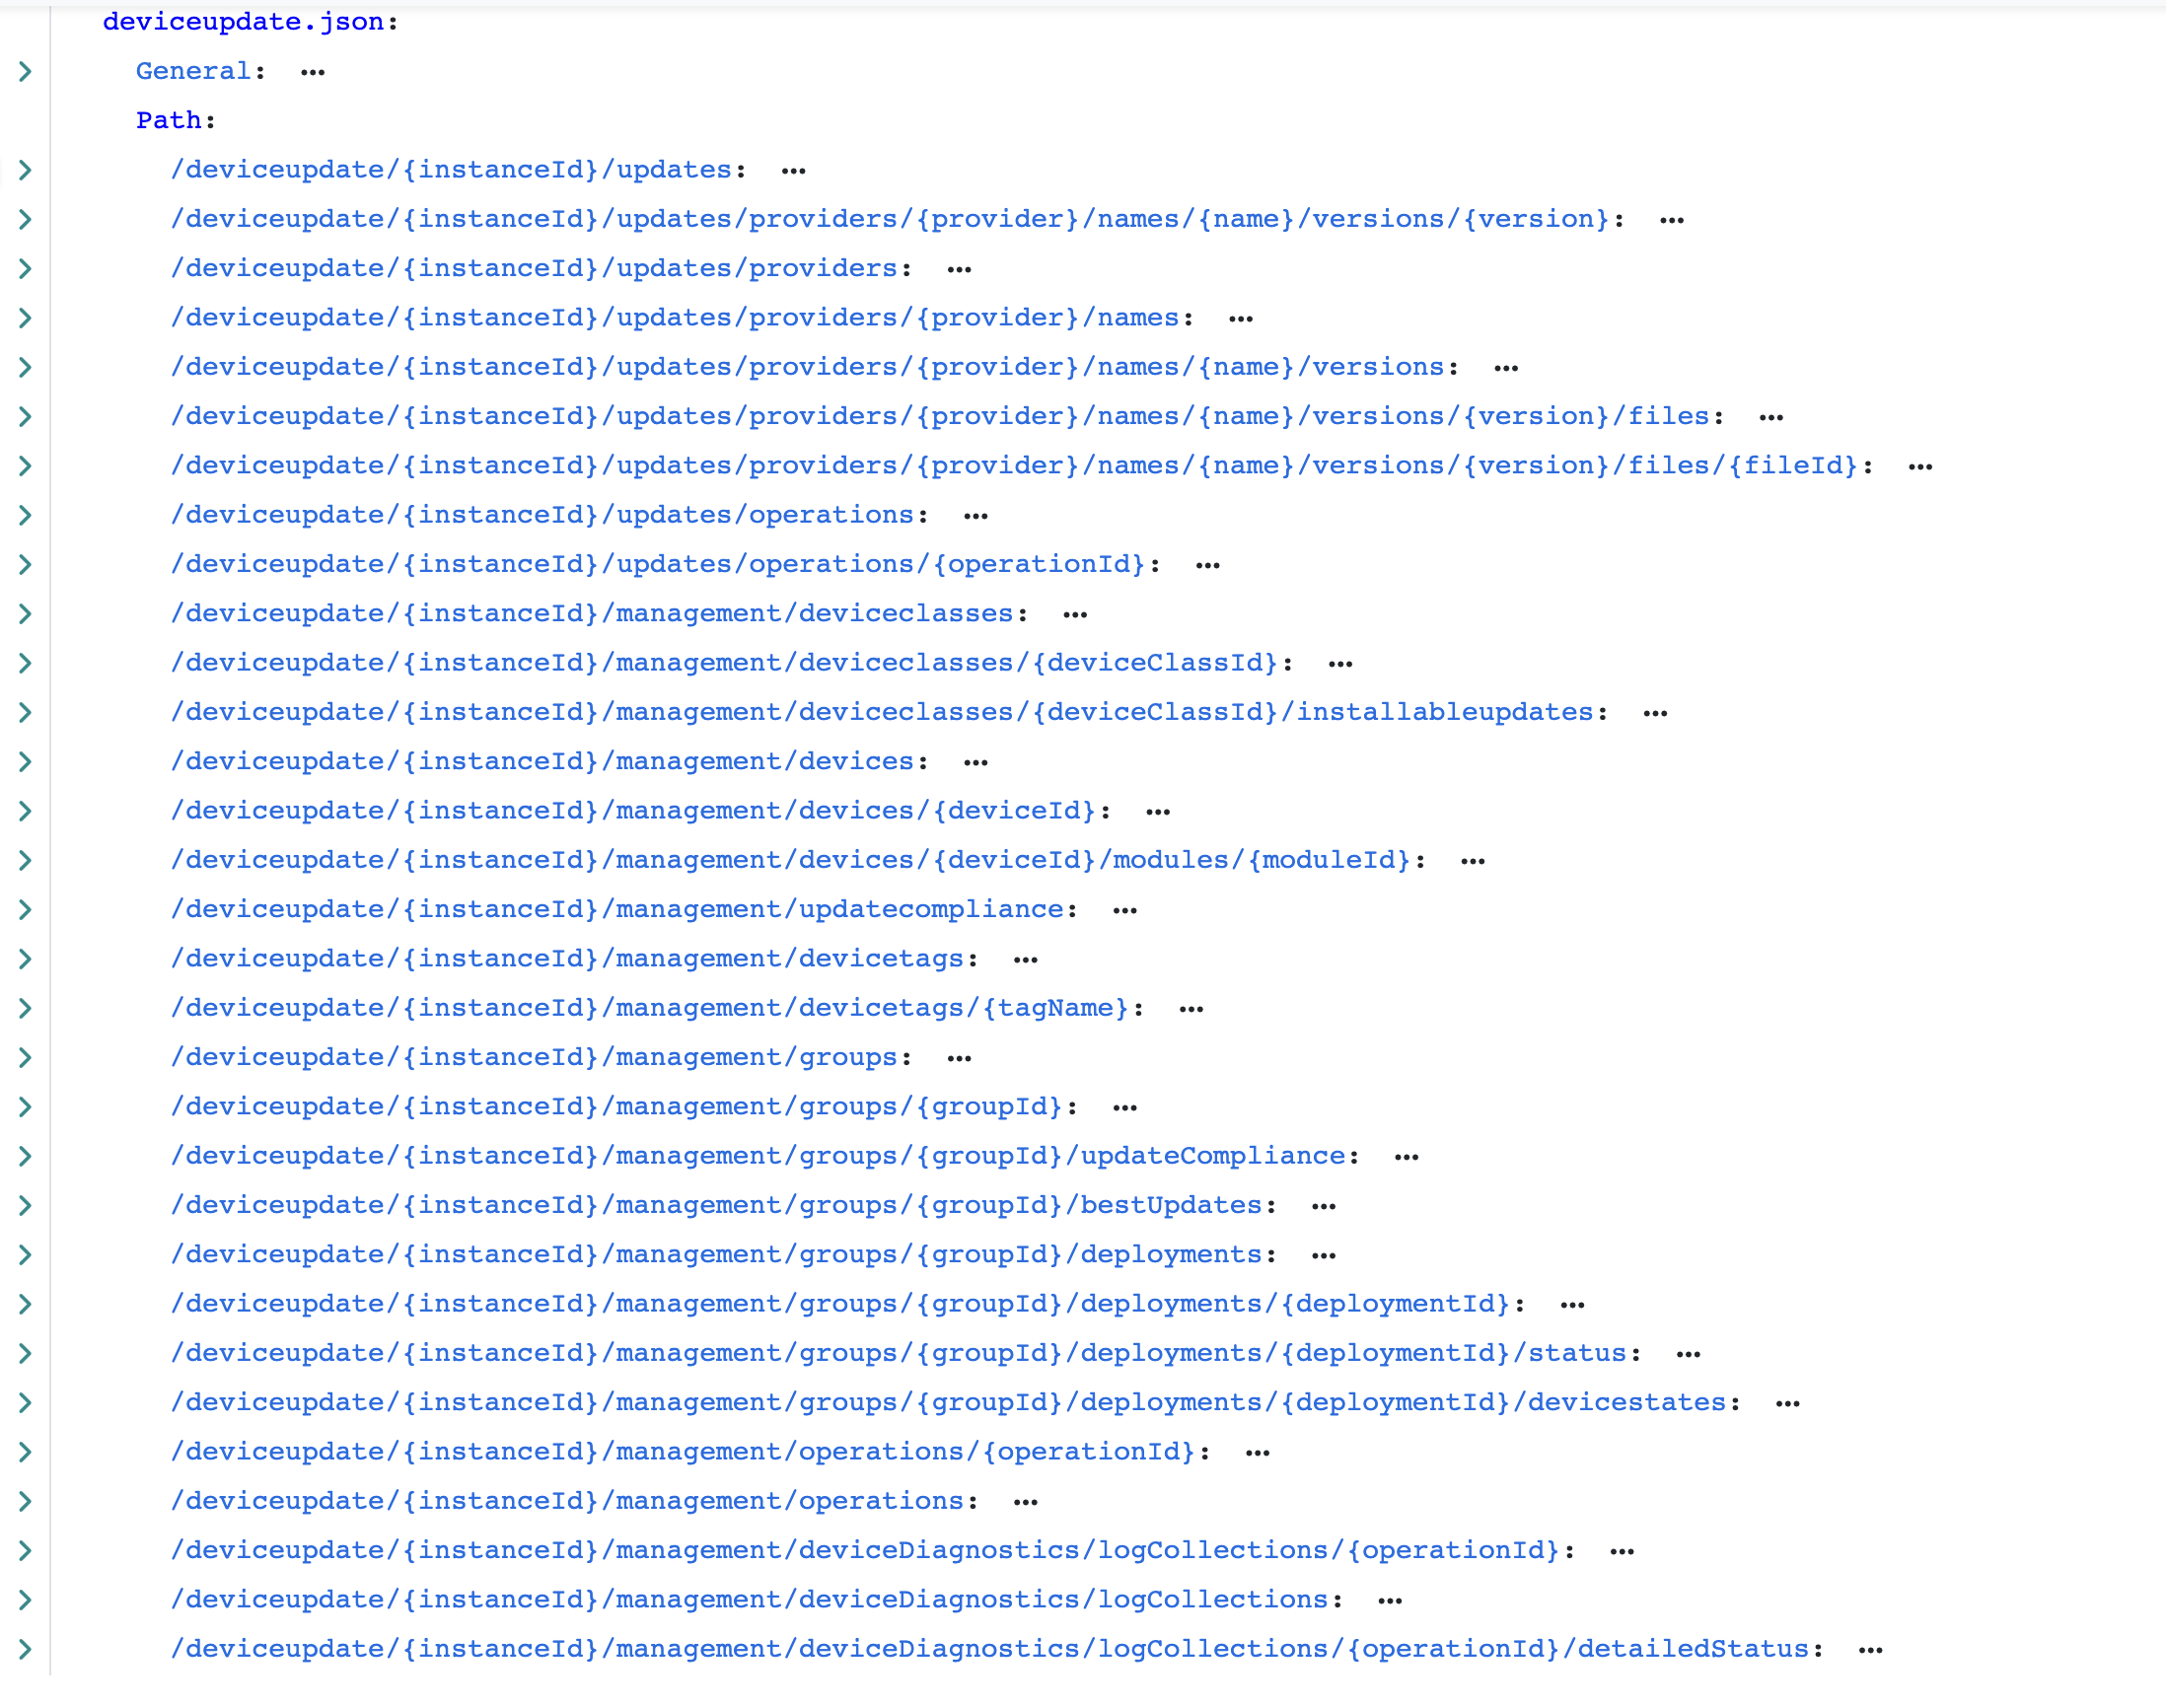 deviceupdate.json:
General: •••
Path:
/deviceupdate/{instanceId}/updates: •••
/deviceupdate/{instanceId}/updates/providers/{provider}/names/{name}/versions/{version}: •••
/deviceupdate/{instanceId}/updates/providers: •••
/deviceupdate/{instanceId}/updates/providers/{provider}/names: •••
/deviceupdate/{instanceId}/updates/providers/{provider}/names/{name}/versions: •••
/deviceupdate/{instanceId}/updates/providers/{provider}/names/{name}/versions/{version}/files: •••
/deviceupdate/{instanceId}/updates/providers/{provider}/names/{name}/versions/{version}/files/{fileId}: •••
/deviceupdate/{instanceId}/updates/operations: •••
/deviceupdate/{instanceId}/updates/operations/{operationId}: •••
/deviceupdate/{instanceId}/management/deviceclasses: •••
/deviceupdate/{instanceId}/management/deviceclasses/{deviceClassId}: •••
/deviceupdate/{instanceId}/management/deviceclasses/{deviceClassId}/installableupdates: •••
/deviceupdate/{instanceId}/management/devices: •••
/deviceupdate/{instanceId}/management/devices/{deviceId}: •••
/deviceupdate/{instanceId}/management/devices/{deviceId}/modules/{moduleId}: •••
/deviceupdate/{instanceId}/management/updatecompliance: •••
/deviceupdate/{instanceId}/management/devicetags: •••
/deviceupdate/{instanceId}/management/devicetags/{tagName}: •••
/deviceupdate/{instanceId}/management/groups: •••
/deviceupdate/{instanceId}/management/groups/{groupId}: •••
/deviceupdate/{instanceId}/management/groups/{groupId}/updateCompliance: •••
/deviceupdate/{instanceId}/management/groups/{groupId}/bestUpdates: •••
/deviceupdate/{instanceId}/management/groups/{groupId}/deployments: •••
/deviceupdate/{instanceId}/management/groups/{groupId}/deployments/{deploymentId}: •••
/deviceupdate/{instanceId}/management/groups/{groupId}/deployments/{deploymentId}/status: •••
/deviceupdate/{instanceId}/management/groups/{groupId}/deployments/{deploymentId}/devicestates: •••
/deviceupdate/{instanceId}/management/operations/{operationId}: •••
/deviceupdate/{instanceId}/management/operations: •••
/deviceupdate/{instanceId}/management/deviceDiagnostics/logCollections/{operationId}: •••
/deviceupdate/{instanceId}/management/deviceDiagnostics/logCollections: •••
/deviceupdate/{instanceId}/management/deviceDiagnostics/logCollections/{operationId}/detailedStatus: •••